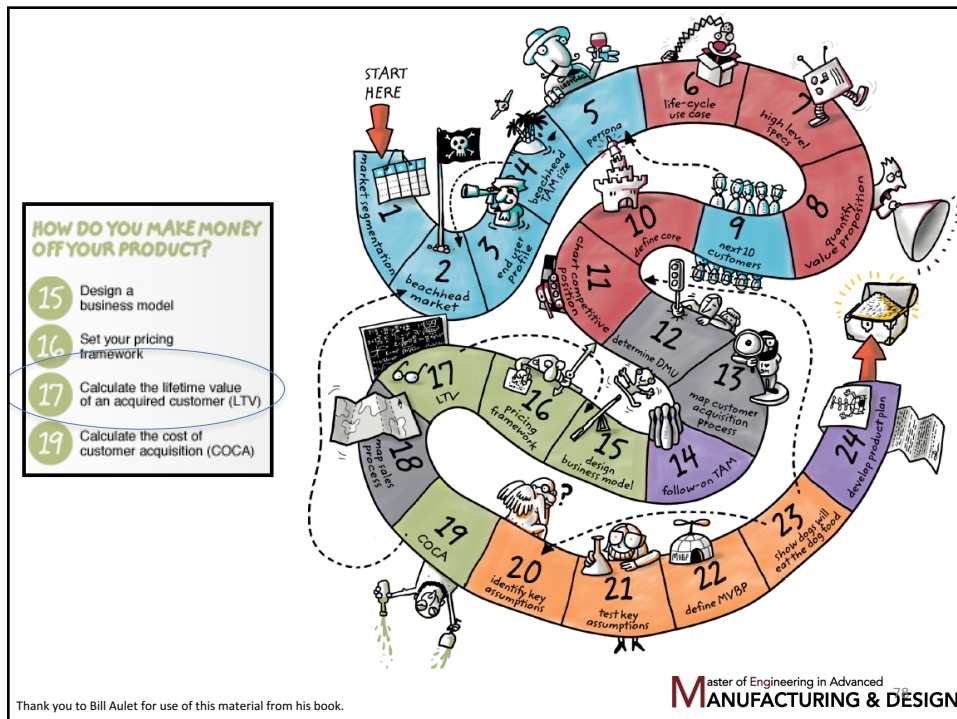 START
HERE
1
market segmentation
2
beachhead
market
3
end user
profile
4
beachhead
TAM size
5
persona
6
life-cycle
use case
7
high level
specs
8
quantify
value proposition
9
next 10
customers
10
define core
11
chart competitive
position
12
determine DMU
13
map customer
acquisition
process
14
follow-on TAM
15
design
business model
16
pricing
framework
17
LTV
18
map sales
process
19
COCA
20
identify key
assumptions
?
21
test key
assumptions
22
define MVBP
MVBP
23
show dogs will
eat the dog food
24
develop product plan
HOW DO YOU MAKE MONEY
OFF YOUR PRODUCT?
15 Design a
business model
16 Set your pricing
framework
17 Calculate the lifetime value
of an acquired customer (LTV)
19 Calculate the cost of
customer acquisition (COCA)
Thank you to Bill Aulet for use of this material from his book.
Master of Engineering in Advanced
MANUFACTURING & DESIGN
78